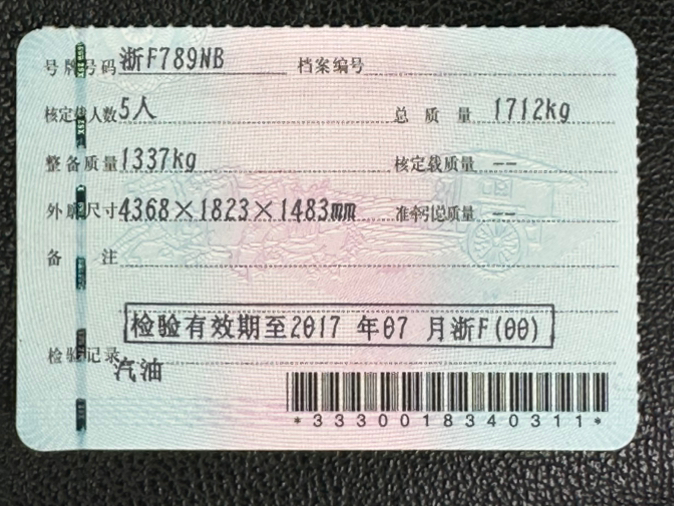 号牌号码 浙F789NB 档案编号
核定载人数 5人 总质量 1712kg
整备质量 1337kg 核定载质量 --
外廓尺寸 4368×1823×1483mm 准牵引总质量 --
备注
检验有效期至2017 年07 月浙F(00)
检验记录
汽油
*3330018340311*